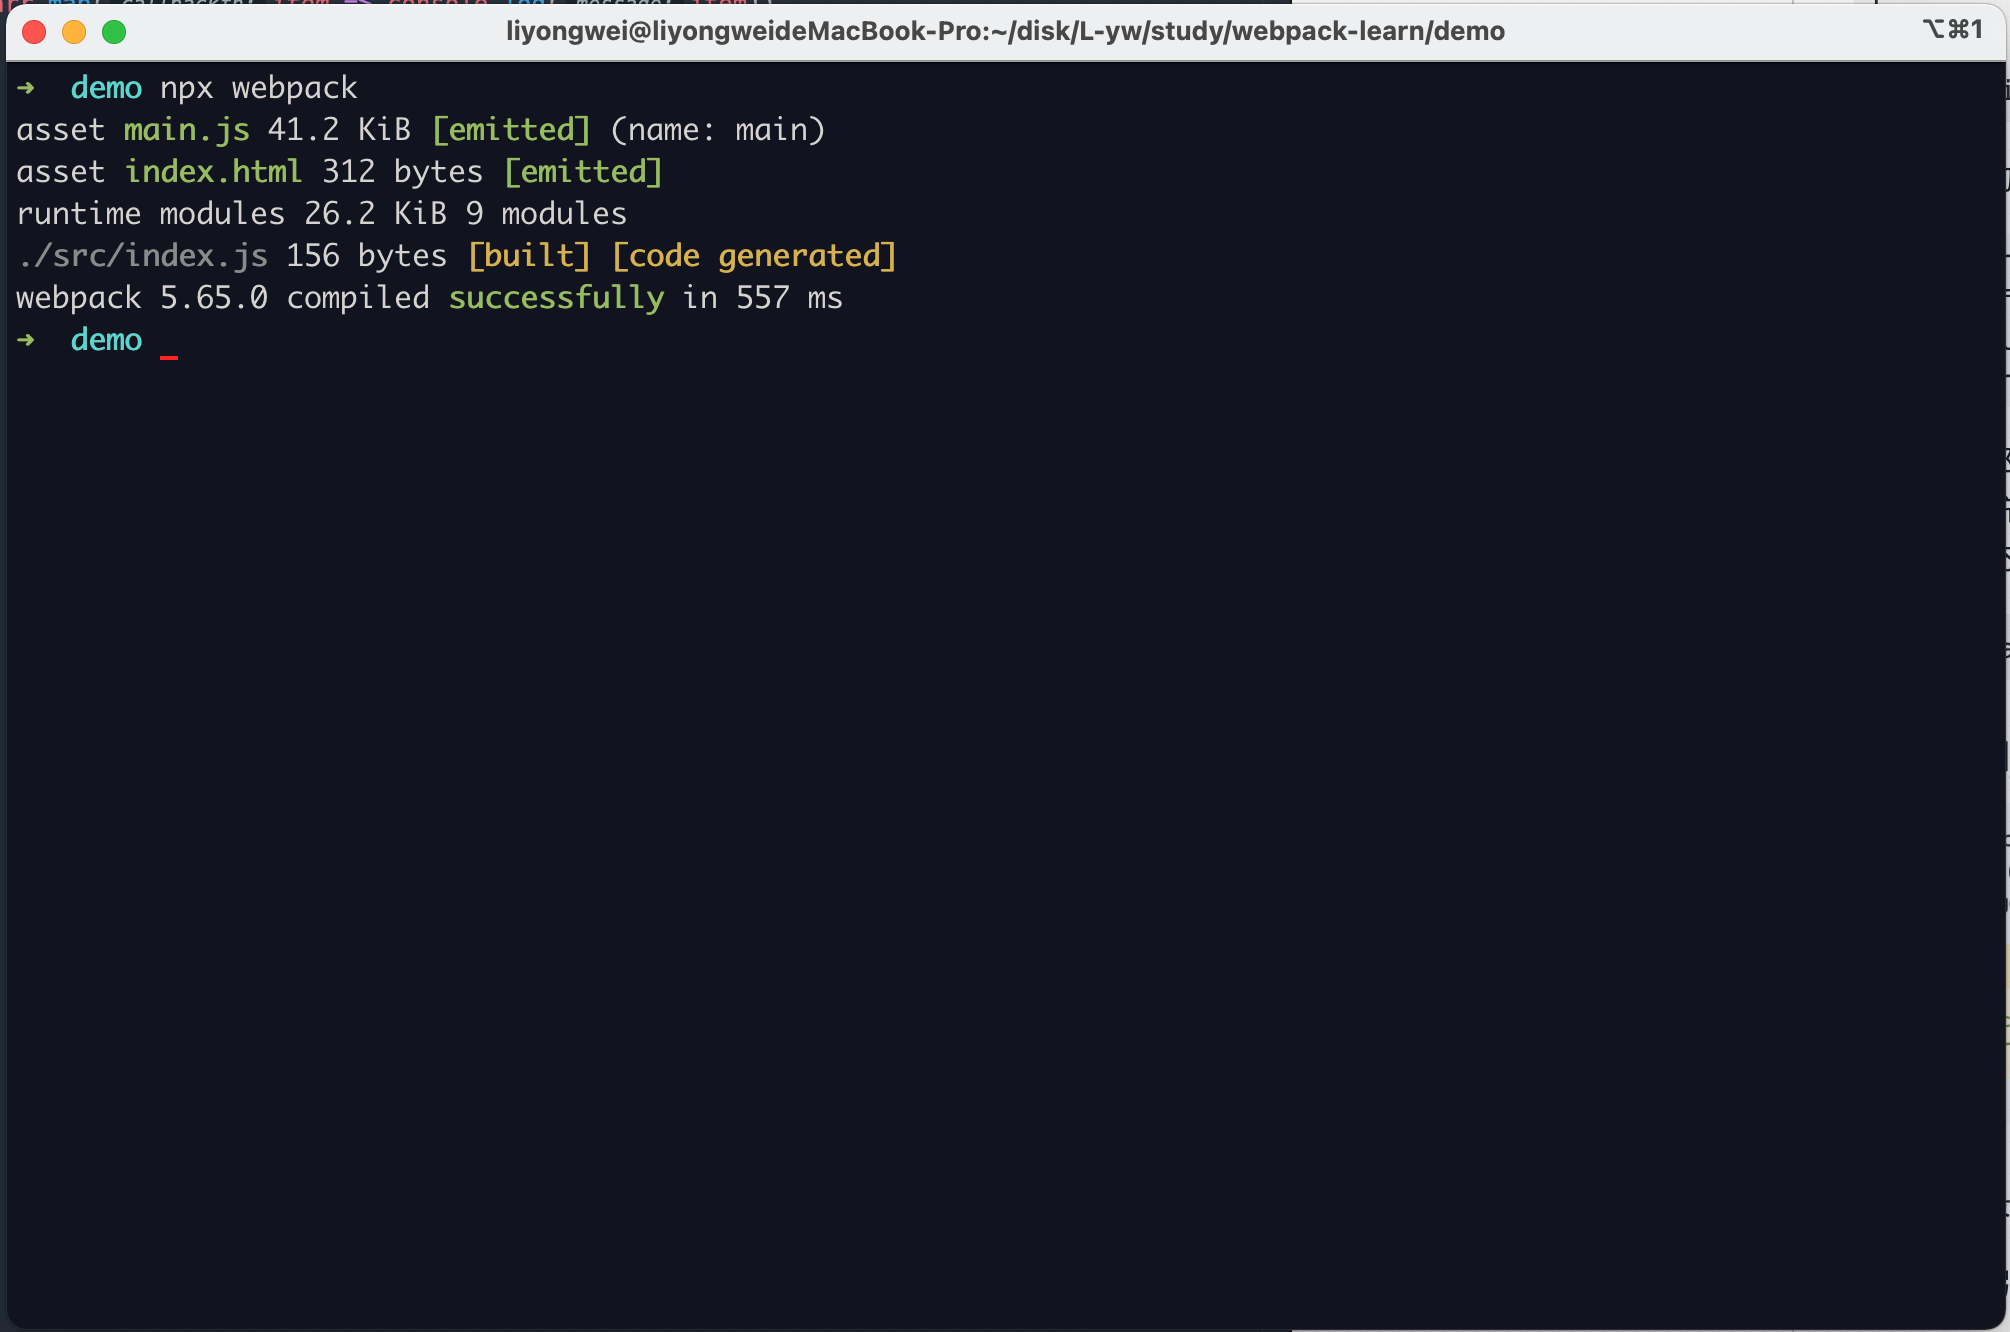 liyongwei@liyongweideMacBook-Pro:~/disk/L-yw/study/webpack-learn/demo ⌥⌘1
➜ demo npx webpack
asset main.js 41.2 KiB [emitted] (name: main)
asset index.html 312 bytes [emitted]
runtime modules 26.2 KiB 9 modules
./src/index.js 156 bytes [built] [code generated]
webpack 5.65.0 compiled successfully in 557 ms
➜ demo _